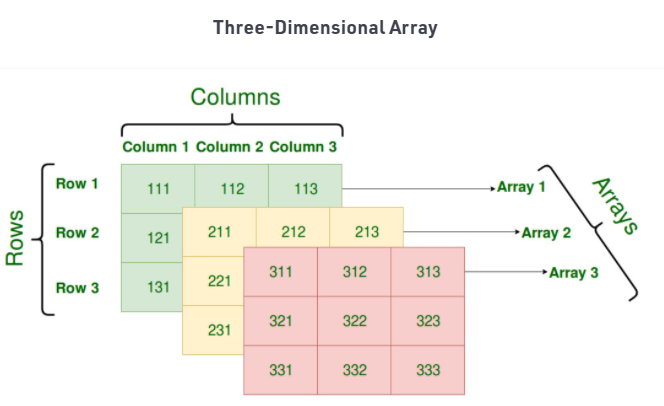 Three-Dimensional Array
Columns
Column 1 Column 2 Column 3
Rows
Row 1
111 112 113
Array 1
Arrays
Row 2
121
211 212 213
Array 2
221
311 312 313
Array 3
Row 3
131
231
321 322 323
331 332 333